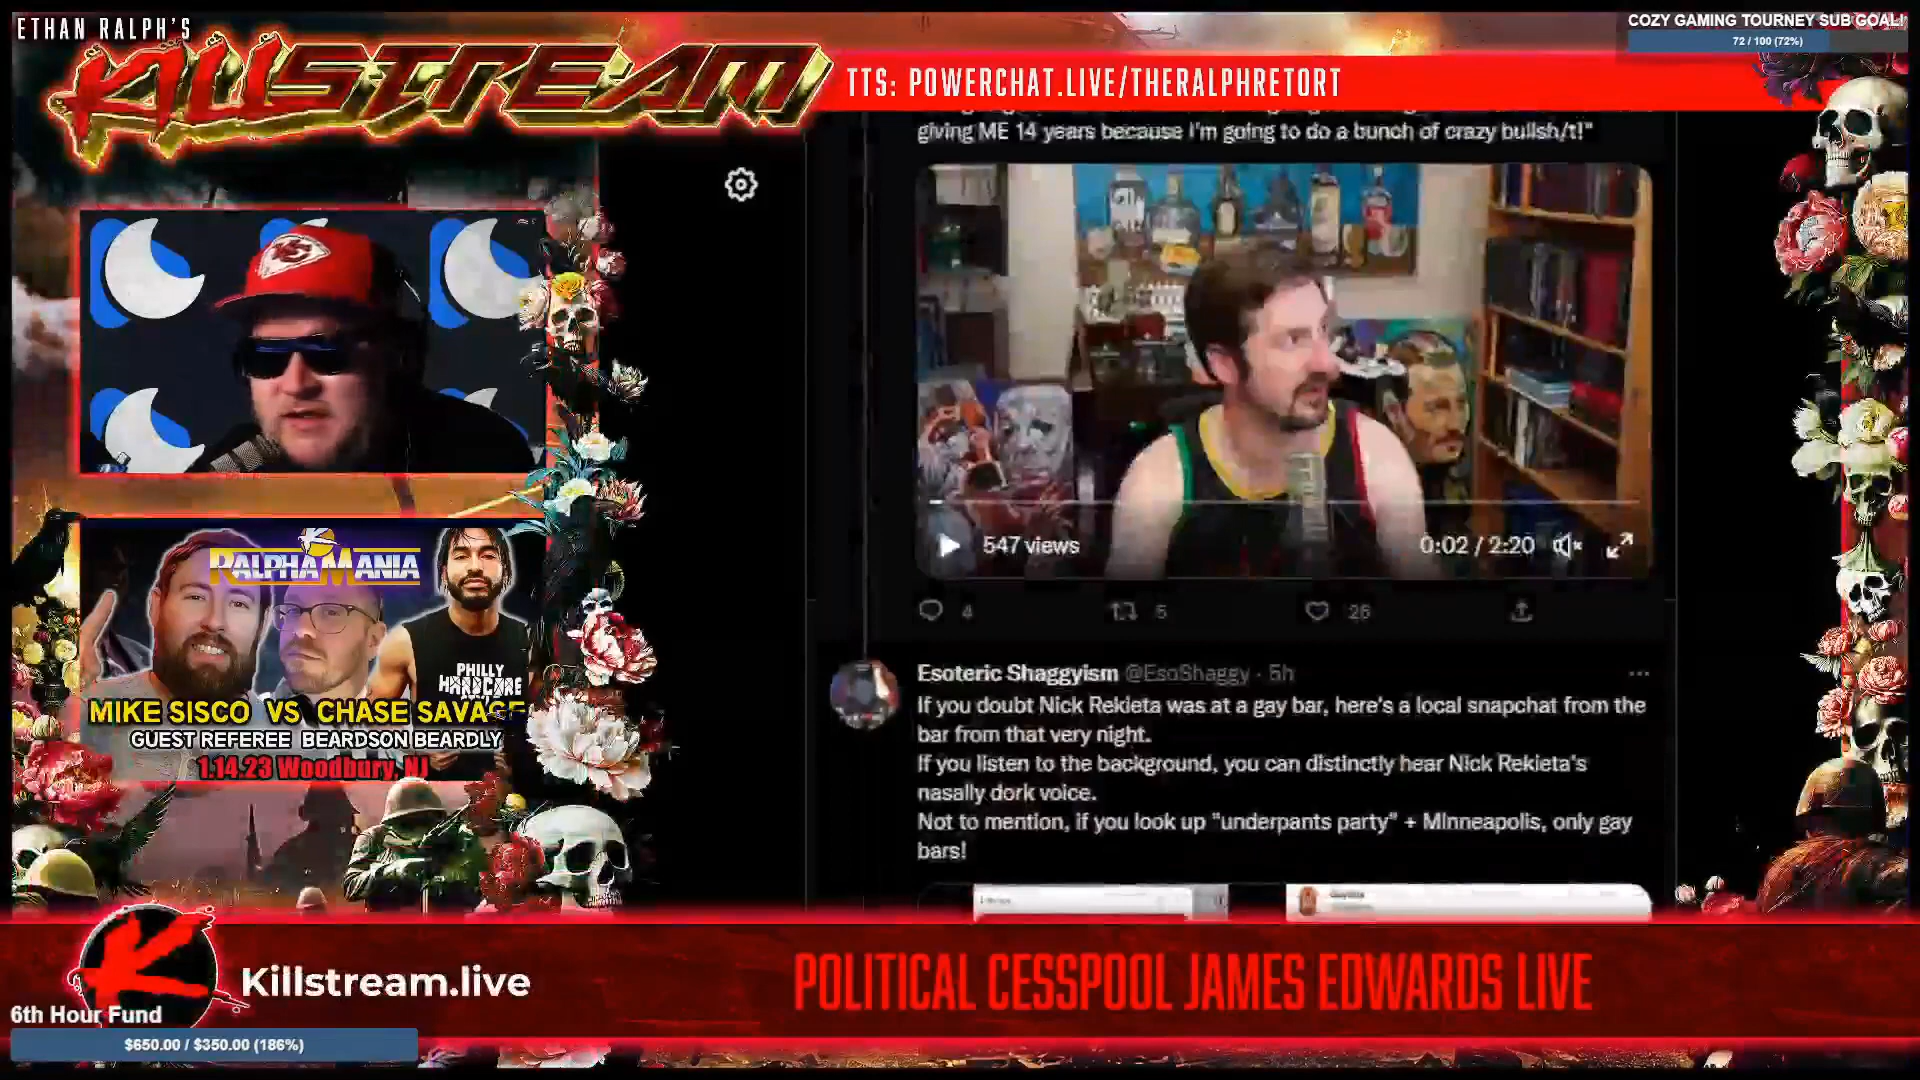 ETHAN RALPH'S
KILLSTREAM
TTS: POWERCHAT.LIVE/THERALPHRETORT
COZY GAMING TOURNEY SUB GOAL!
72 / 100 (72%)
giving ME 14 years because I'm going to do a bunch of crazy bullsh/t!"
GIN
547 views
0:02 / 2:20
4
5
26
Esoteric Shaggyism @EsoShaggy · 5h
If you doubt Nick Rekieta was at a gay bar, here's a local snapchat from the
bar from that very night.
If you listen to the background, you can distinctly hear Nick Rekieta's
nasally dork voice.
Not to mention, if you look up "underpants party" + Minneapolis, only gay
bars!
RALPHAMANIA
PHILLY
HARDCORE
MIKE SISCO VS CHASE SAVAGE
GUEST REFEREE BEARDSON BEARDLY
1.14.23 Woodbury, NJ
Killstream.live
POLITICAL CESSPOOL JAMES EDWARDS LIVE
6th Hour Fund
$650.00 / $350.00 (186%)